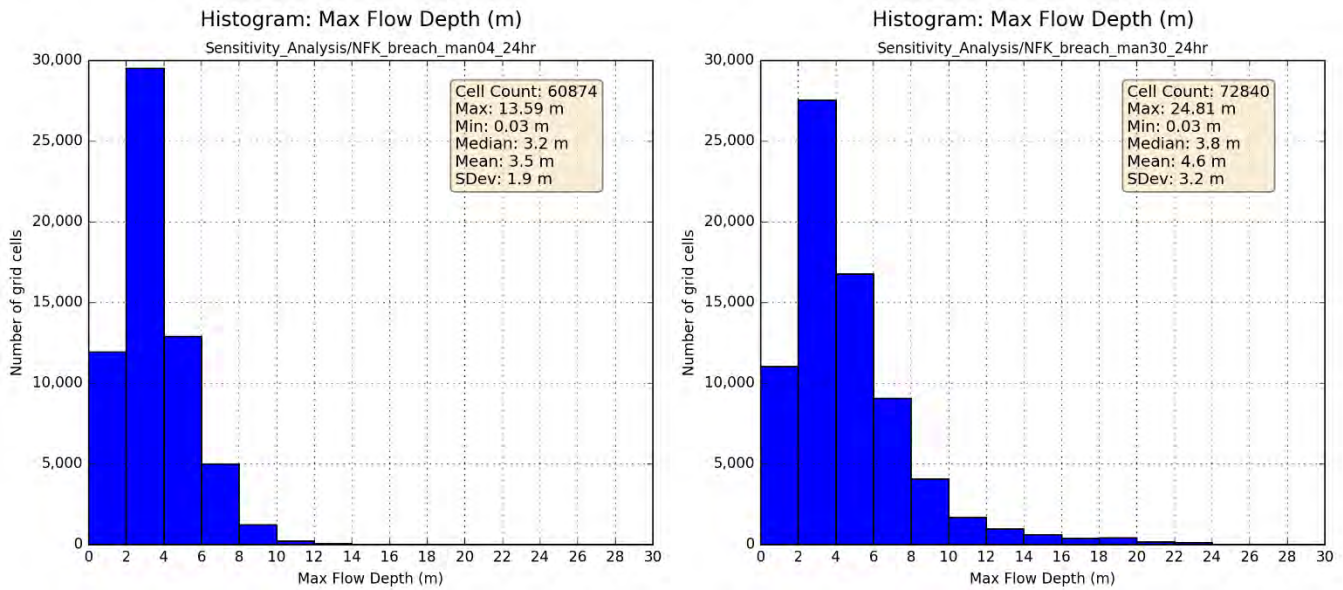 Histogram: Max Flow Depth (m)
Sensitivity_Analysis/NFK_breach_man04_24hr
30,000
25,000
20,000
15,000
10,000
5,000
0
Number of grid cells
Cell Count: 60874
Max: 13.59 m
Min: 0.03 m
Median: 3.2 m
Mean: 3.5 m
SDev: 1.9 m
0 2 4 6 8 10 12 14 16 18 20 22 24 26 28 30
Max Flow Depth (m)
Histogram: Max Flow Depth (m)
Sensitivity_Analysis/NFK_breach_man30_24hr
30,000
25,000
20,000
15,000
10,000
5,000
0
Number of grid cells
Cell Count: 72840
Max: 24.81 m
Min: 0.03 m
Median: 3.8 m
Mean: 4.6 m
SDev: 3.2 m
0 2 4 6 8 10 12 14 16 18 20 22 24 26 28 30
Max Flow Depth (m)